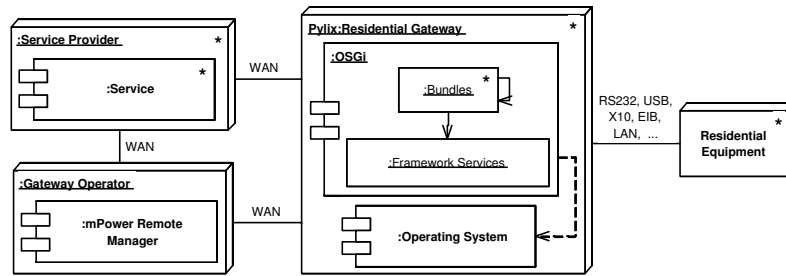 :Service Provider *
:Service *
WAN
:Gateway Operator
:mPower Remote
Manager
WAN
WAN
Pylix:Residential Gateway *
:OSGi
:Bundles *
:Framework Services
:Operating System
RS232, USB,
X10, EIB,
LAN, ...
*
Residential
Equipment